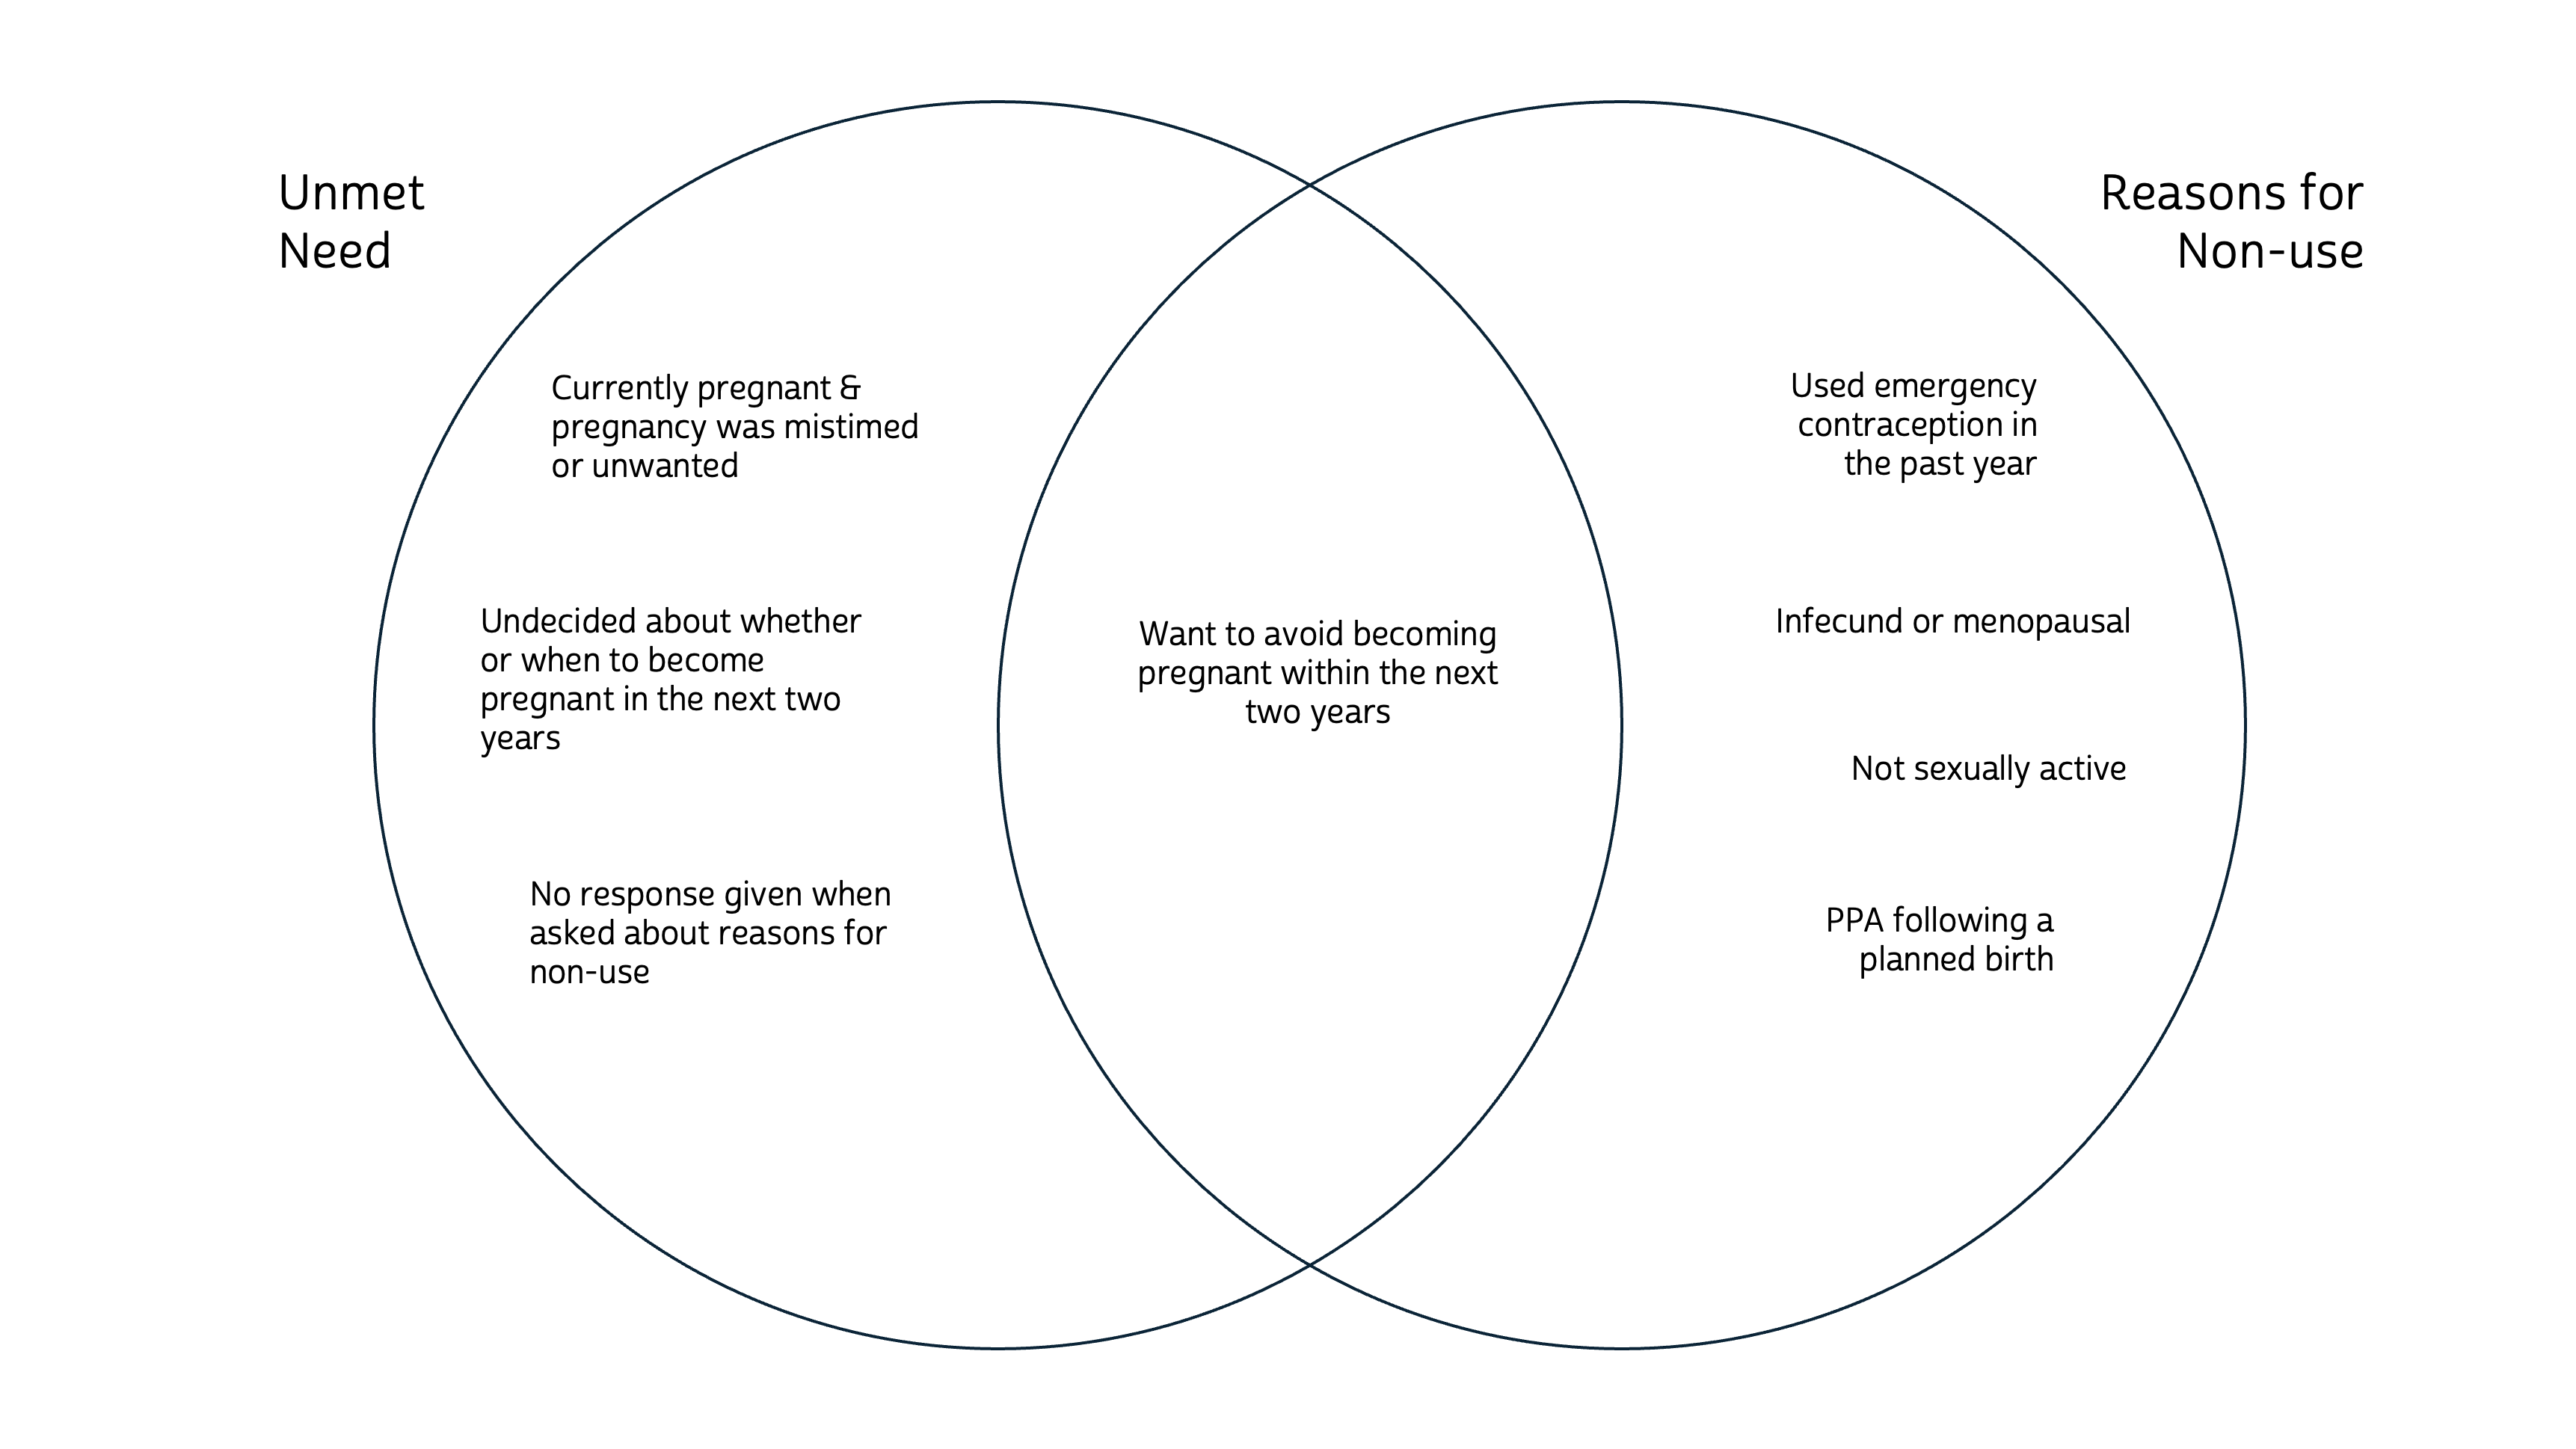 Unmet
Need
Reasons for
Non-use
Currently pregnant &
pregnancy was mistimed
or unwanted
Undecided about whether
or when to become
pregnant in the next two
years
No response given when
asked about reasons for
non-use
Want to avoid becoming
pregnant within the next
two years
Used emergency
contraception in
the past year
Infecund or menopausal
Not sexually active
PPA following a
planned birth